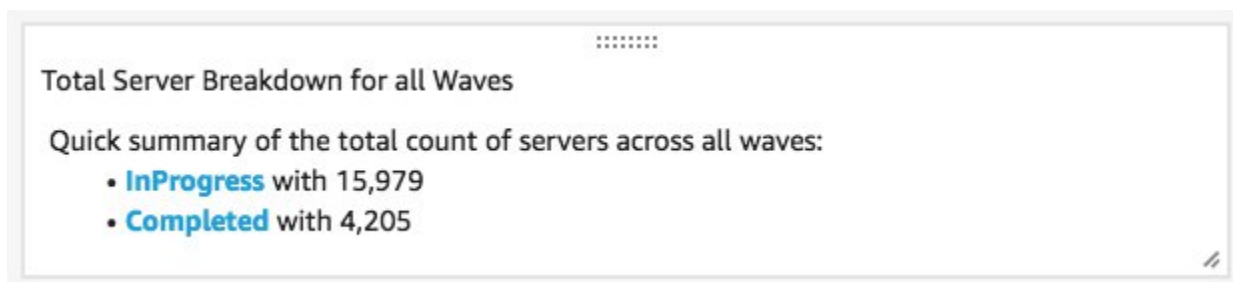 Total Server Breakdown for all Waves
Quick summary of the total count of servers across all waves:
• InProgress with 15,979
• Completed with 4,205